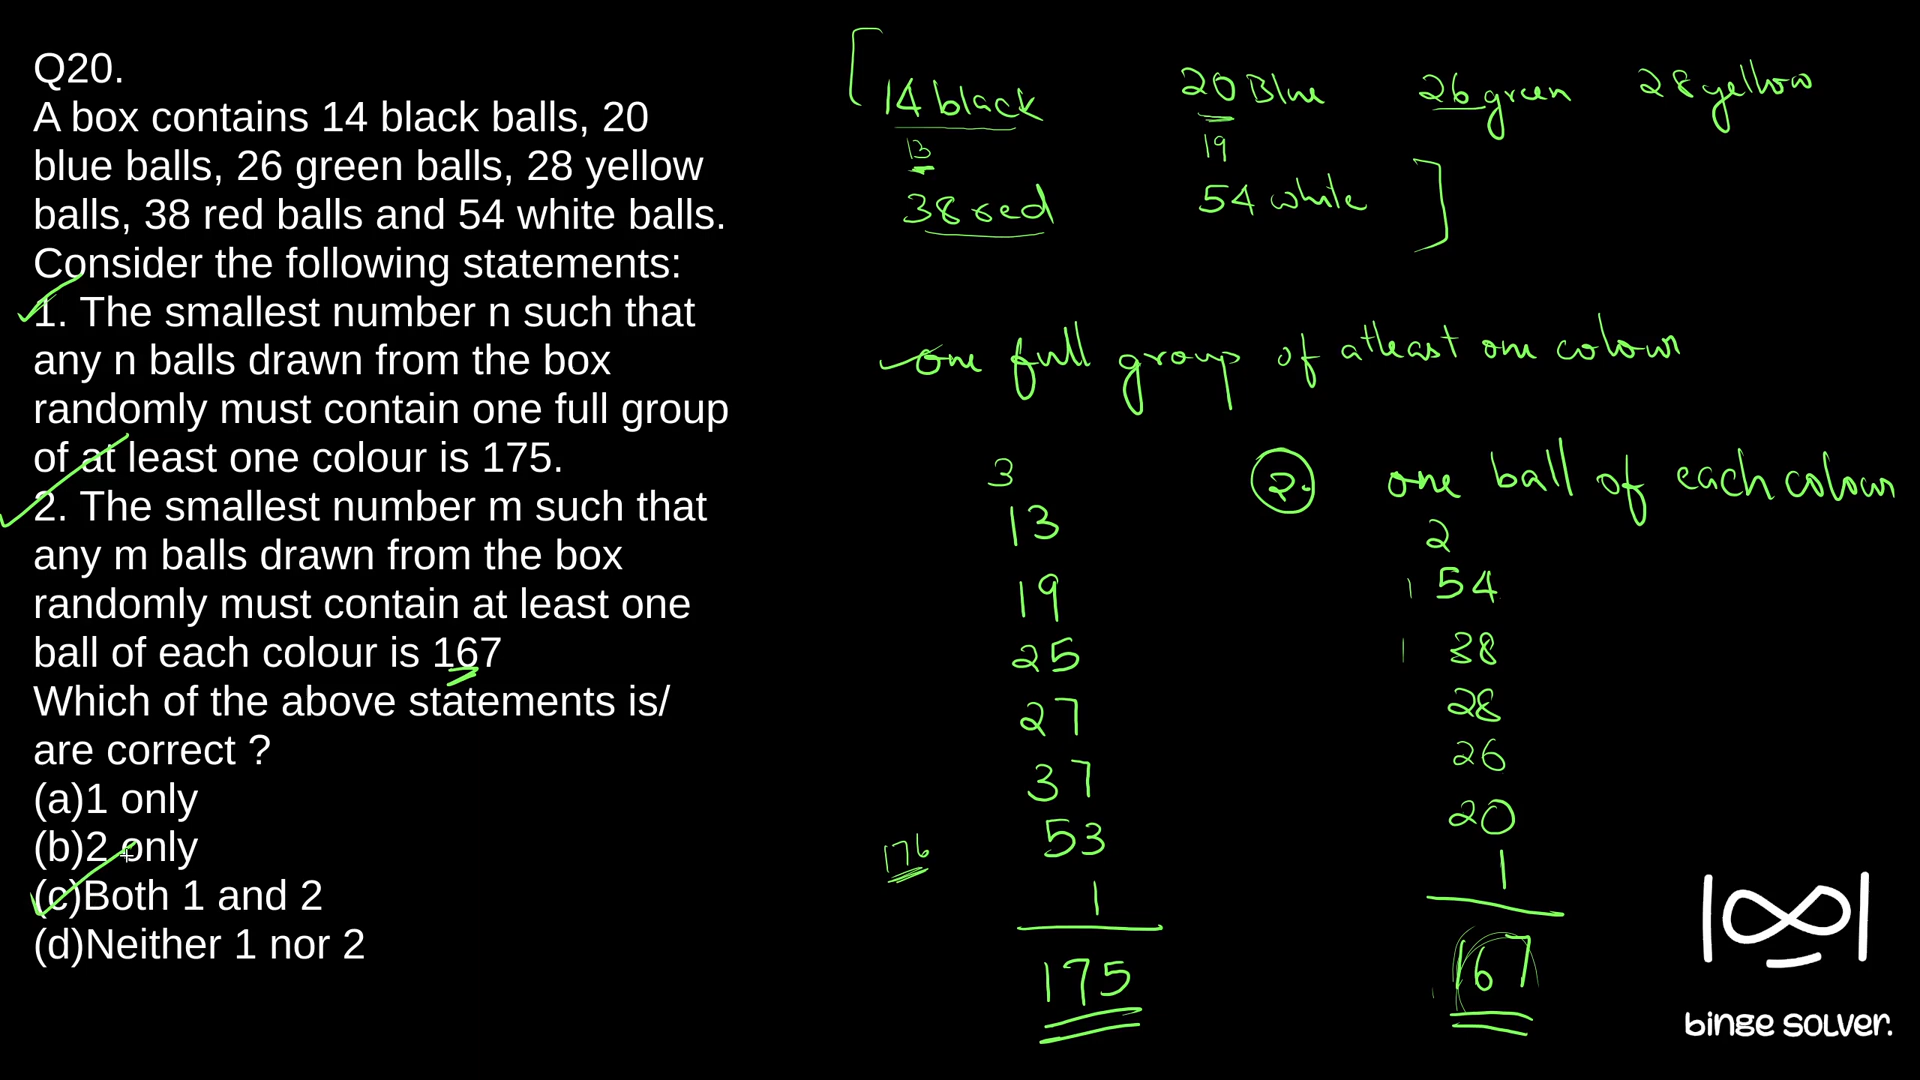 Q20.
A box contains 14 black balls, 20
blue balls, 26 green balls, 28 yellow
balls, 38 red balls and 54 white balls.
Consider the following statements:
1. The smallest number n such that
any n balls drawn from the box
randomly must contain one full group
of at least one colour is 175.
2. The smallest number m such that
any m balls drawn from the box
randomly must contain at least one
ball of each colour is 167
Which of the above statements is/
are correct ?
(a)1 only
(b)2 only
(c)Both 1 and 2
(d)Neither 1 nor 2
14 black 20 Blue 26 green 28 yellow
13 19
38 red 54 white
one full group of atleast one colour
3
13
19
25
27
37
53
1
175
176
2. one ball of each colour
2
1 54
1 38
28
26
20
1
167
binge solver.